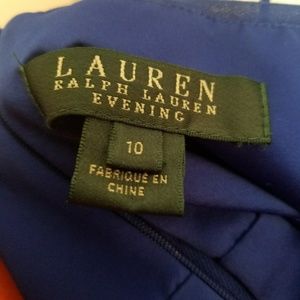 LAUREN
RALPH LAUREN
EVENING
10
FABRIQUE EN
CHINE